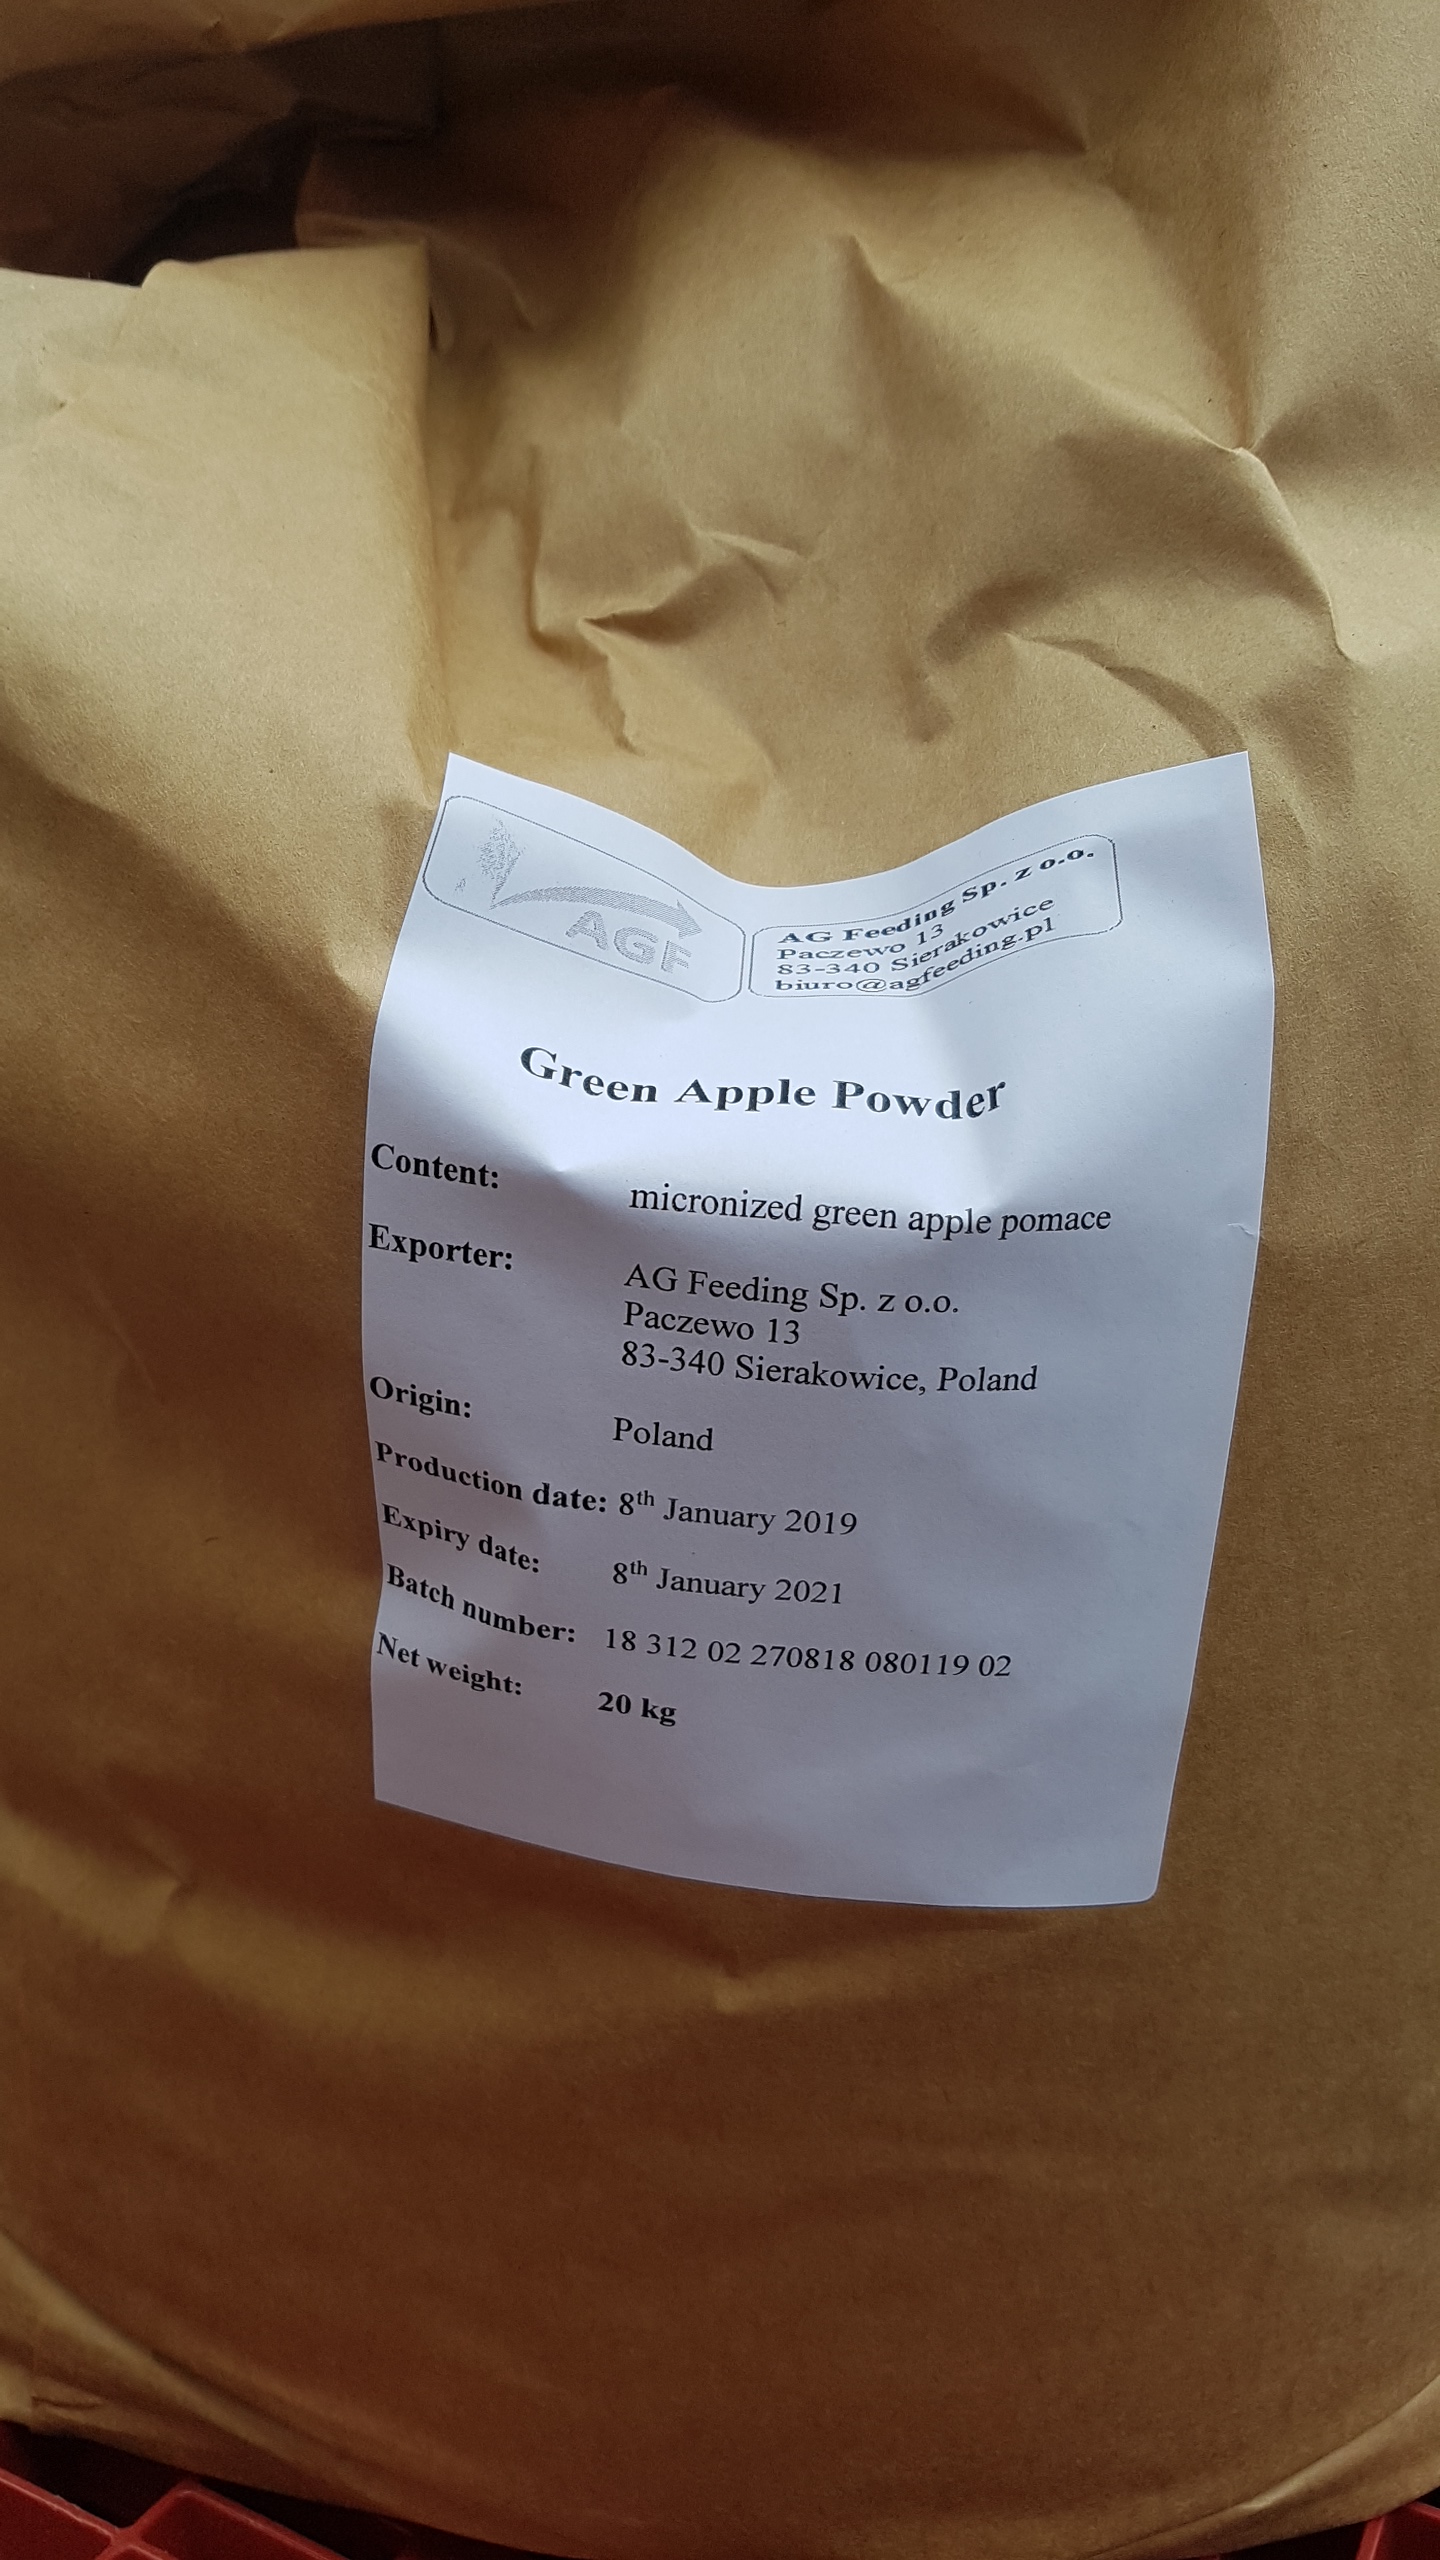 AGF
AG Feeding Sp. z o.o.
Paczewo 13
83-340 Sierakowice
biuro@agfeeding.pl
Green Apple Powder
Content: micronized green apple pomace
Exporter: AG Feeding Sp. z o.o.
Paczewo 13
83-340 Sierakowice, Poland
Origin: Poland
Production date: 8th January 2019
Expiry date: 8th January 2021
Batch number: 18 312 02 270818 080119 02
Net weight: 20 kg